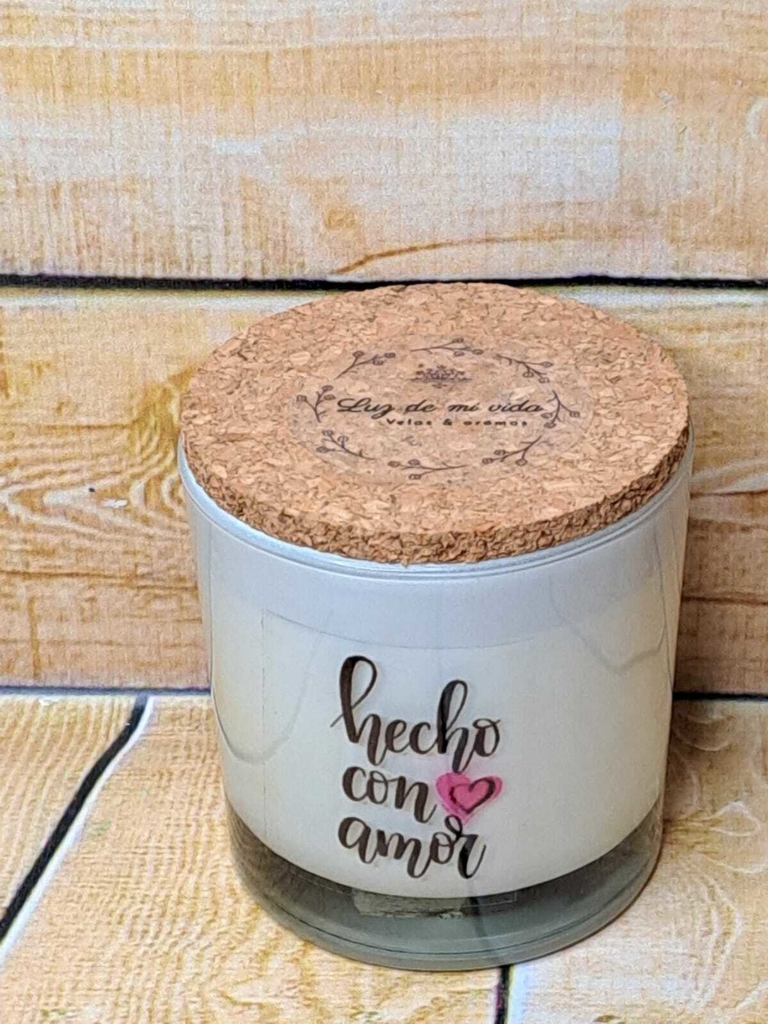 Luz de mi vida
Velas & aromas
hecho
con
amor